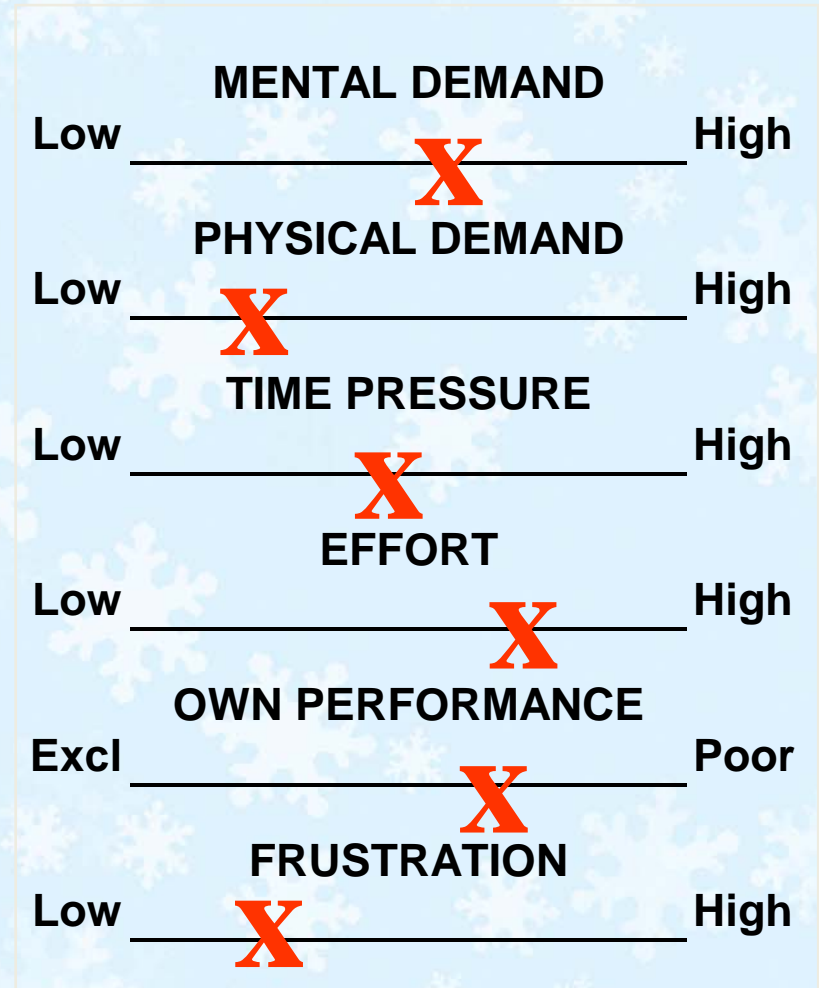 MENTAL DEMAND
Low X High
PHYSICAL DEMAND
Low X High
TIME PRESSURE
Low X High
EFFORT
Low X High
OWN PERFORMANCE
Excl X Poor
FRUSTRATION
Low X High